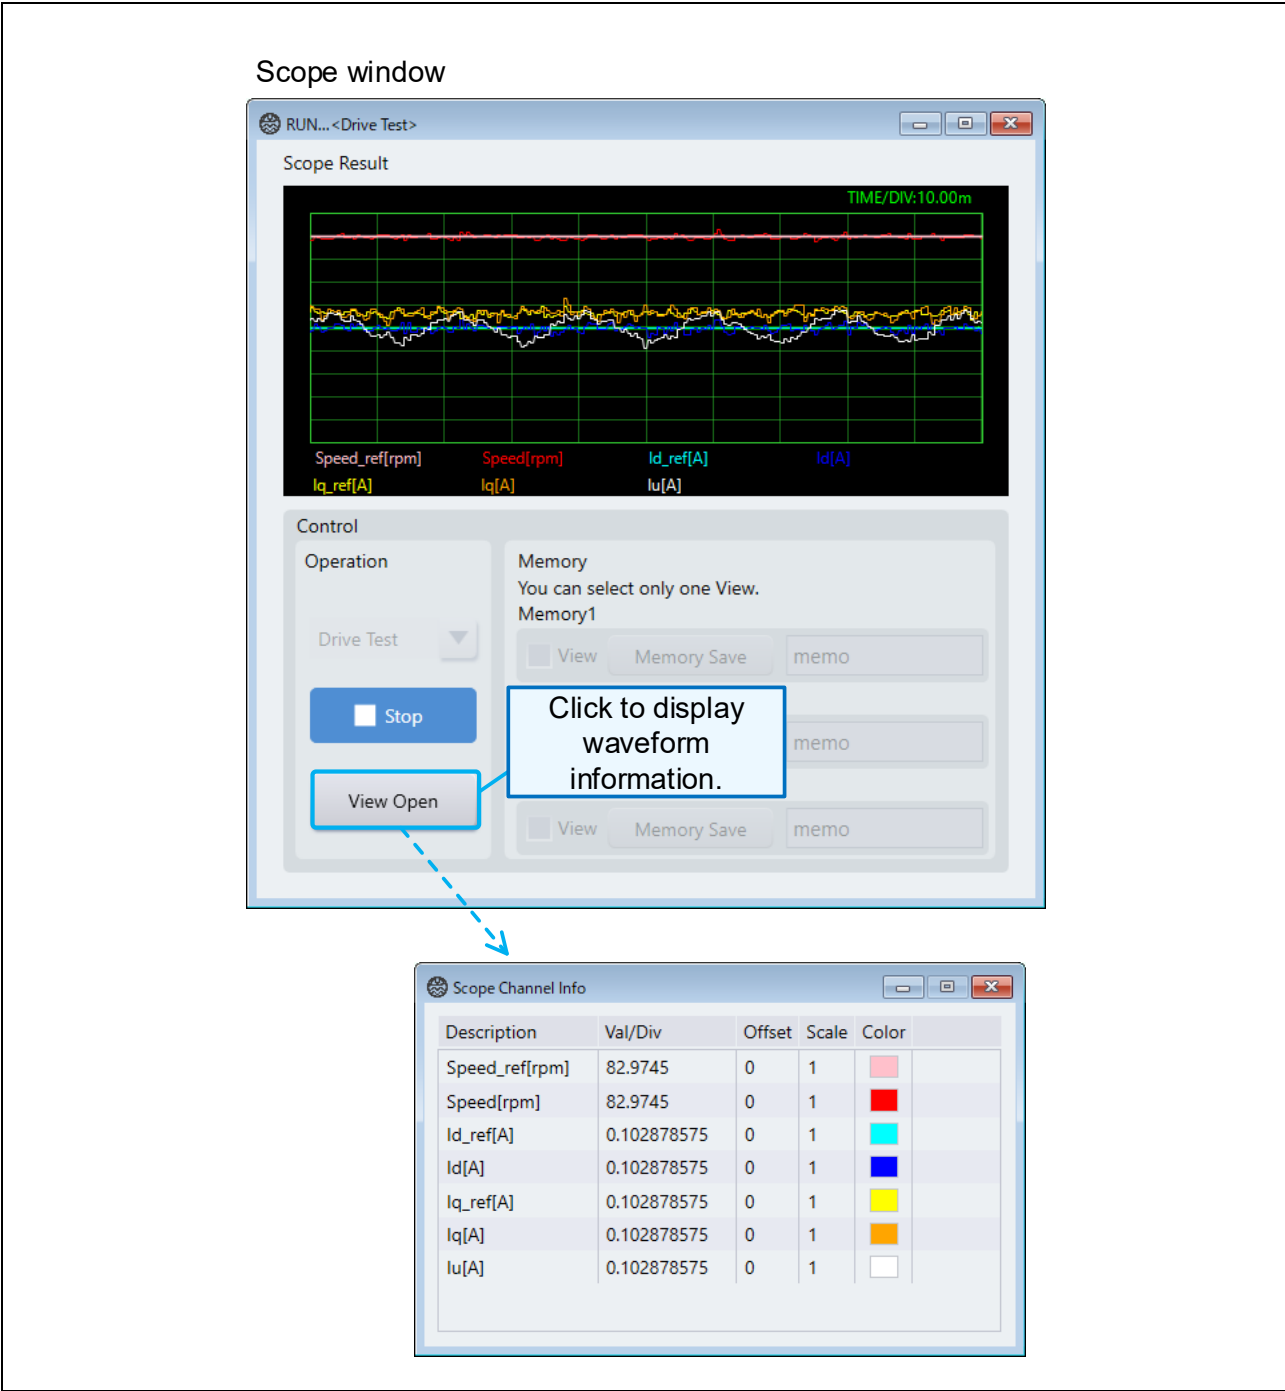 Scope window
RUN...<Drive Test>
Scope Result
TIME/DIV:10.00m
Speed_ref[rpm] Speed[rpm] Id_ref[A] Id[A]
Iq_ref[A] Iq[A] Iu[A]
Control
Operation
Drive Test
Stop
View Open
Memory
You can select only one View.
Memory1
View Memory Save memo
Click to display
waveform
information.
memo
View Memory Save memo
Scope Channel Info
Description Val/Div Offset Scale Color
Speed_ref[rpm] 82.9745 0 1
Speed[rpm] 82.9745 0 1
Id_ref[A] 0.102878575 0 1
Id[A] 0.102878575 0 1
Iq_ref[A] 0.102878575 0 1
Iq[A] 0.102878575 0 1
Iu[A] 0.102878575 0 1